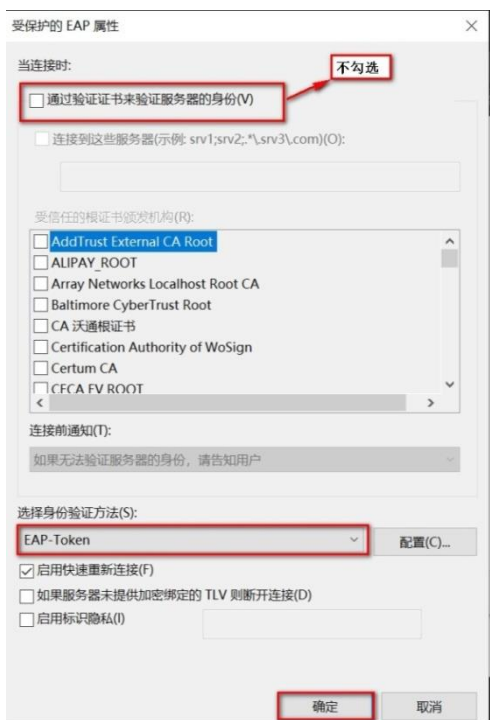 受保护的 EAP 属性
当连接时:
不勾选
通过验证证书来验证服务器的身份(V)
连接到这些服务器(示例: srv1;srv2;.*\.srv3\.com)(O):
受信任的根证书颁发机构(R):
AddTrust External CA Root
ALIPAY_ROOT
Array Networks Localhost Root CA
Baltimore CyberTrust Root
CA 沃通根证书
Certification Authority of WoSign
Certum CA
CFCA EV ROOT
连接前通知(T):
如果无法验证服务器的身份，请告知用户
选择身份验证方法(S):
EAP-Token
配置(C)...
启用快速重新连接(F)
如果服务器未提供加密绑定的 TLV 则断开连接(D)
启用标识隐私(I)
确定
取消